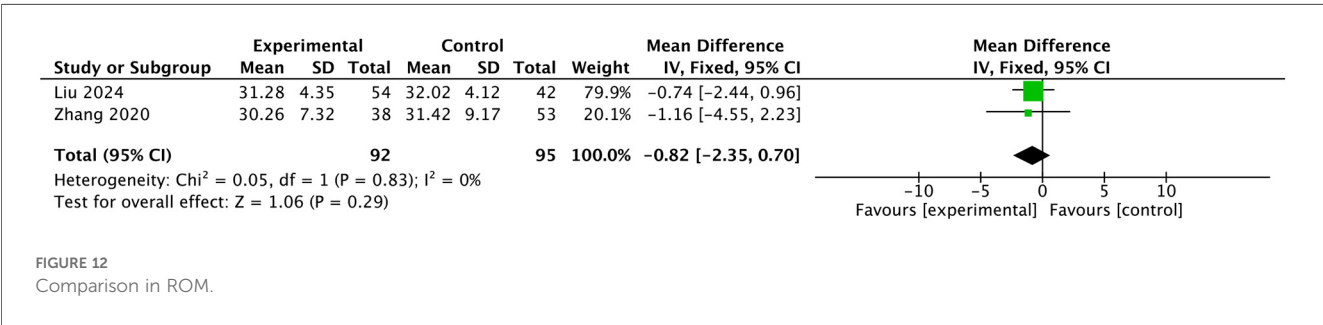 Experimental Control Mean Difference Mean Difference
Study or Subgroup Mean SD Total Mean SD Total Weight IV, Fixed, 95% CI IV, Fixed, 95% CI
Liu 2024 31.28 4.35 54 32.02 4.12 42 79.9% -0.74 [-2.44, 0.96]
Zhang 2020 30.26 7.32 38 31.42 9.17 53 20.1% -1.16 [-4.55, 2.23]
Total (95% CI) 92 95 100.0% -0.82 [-2.35, 0.70]
Heterogeneity: Chi² = 0.05, df = 1 (P = 0.83); I² = 0%
Test for overall effect: Z = 1.06 (P = 0.29)
-10 -5 0 5 10
Favours [experimental] Favours [control]
FIGURE 12
Comparison in ROM.